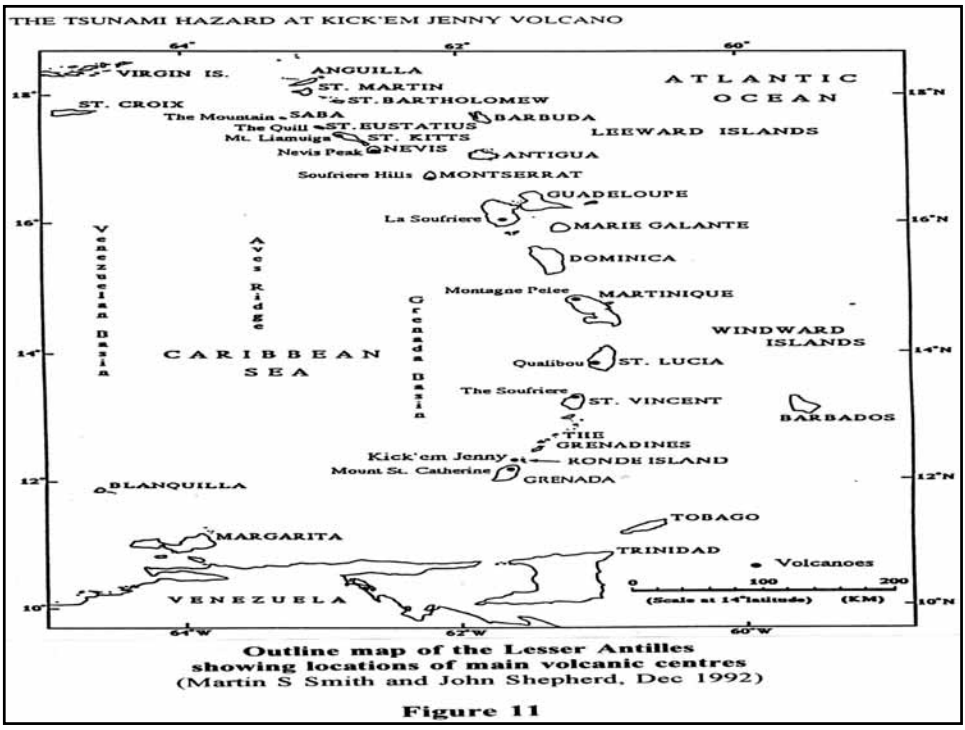 THE TSUNAMI HAZARD AT KICK'EM JENNY VOLCANO
64° 62° 60°
VIRGIN IS.
ANGUILLA
ST. MARTIN
ATLANTIC
OCEAN
18° 18°N
ST. CROIX
ST. BARTHOLOMEW
The Mountain SABA
BARBUDA
The Quill ST. EUSTATIUS
LEEWARD ISLANDS
Mt. Liamuiga ST. KITTS
Nevis Peak NEVIS
ANTIGUA
Soufriere Hills MONTSERRAT
GUADELOUPE
La Soufriere
16° 16°N
MARIE GALANTE
Venezuelan Basin
Aves Ridge
DOMINICA
Montagne Pelee
MARTINIQUE
Grenada Basin
WINDWARD
ISLANDS
14° 14°N
CARIBBEAN
SEA
Qualibou ST. LUCIA
The Soufriere
ST. VINCENT
BARBADOS
THE
GRENADINES
Kick'em Jenny
RONDE ISLAND
Mount St. Catherine
GRENADA
12° 12°N
BLANQUILLA
TOBAGO
MARGARITA
TRINIDAD
Volcanoes
0 100 200
(Scale at 14°latitude) (KM)
VENEZUELA
10° 10°N
64°W 62°W 60°W
Outline map of the Lesser Antilles
showing locations of main volcanic centres
(Martin S Smith and John Shepherd, Dec 1992)
Figure 11